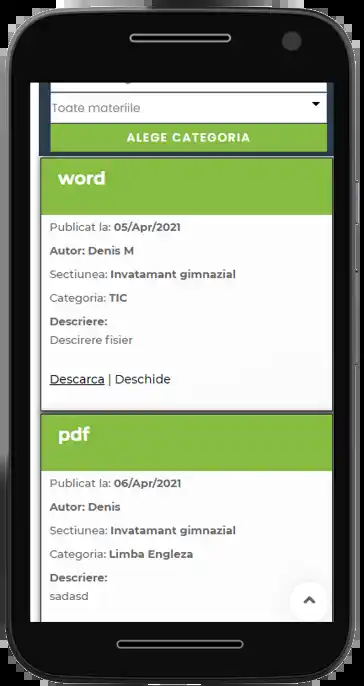 Toate materiile
ALEGE CATEGORIA
word
Publicat la: 05/Apr/2021
Autor: Denis M
Sectiunea: Invatamant gimnazial
Categoria: TIC
Descriere:
Descirere fisier
Descarca | Deschide
pdf
Publicat la: 06/Apr/2021
Autor: Denis
Sectiunea: Invatamant gimnazial
Categoria: Limba Engleza
Descriere:
sadasd